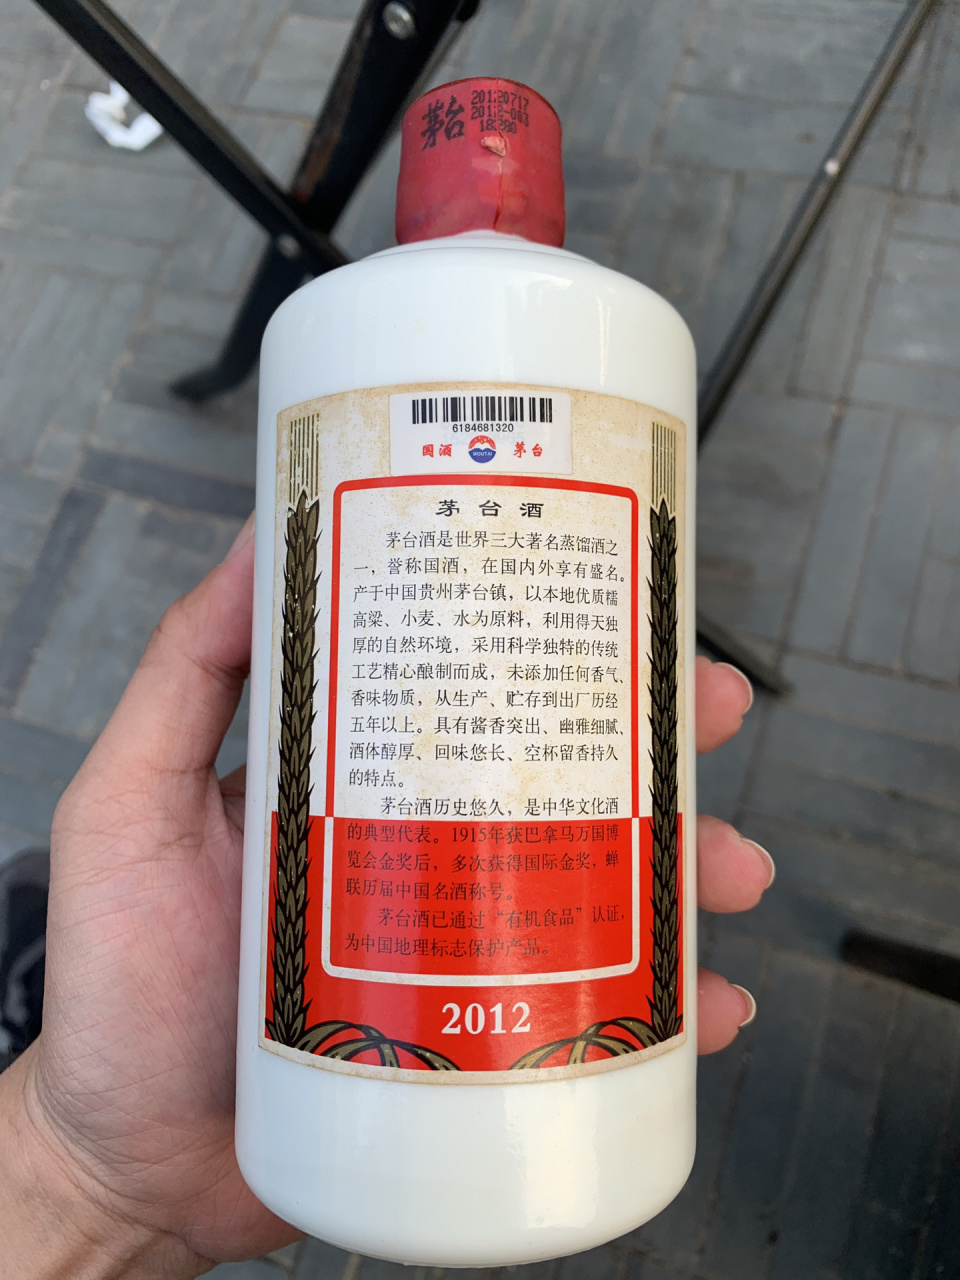 茅台
20120717
2012-003
18280
6184681320
国酒 MOUTAI 茅台
茅台酒
茅台酒是世界三大著名蒸馏酒之
一，誉称国酒，在国内外享有盛名。
产于中国贵州茅台镇，以本地优质糯
高粱、小麦、水为原料，利用得天独
厚的自然环境，采用科学独特的传统
工艺精心酿制而成，未添加任何香气、
香味物质，从生产、贮存到出厂历经
五年以上。具有酱香突出、幽雅细腻、
酒体醇厚、回味悠长、空杯留香持久
的特点。
茅台酒历史悠久，是中华文化酒
的典型代表。1915年获巴拿马万国博
览会金奖后，多次获得国际金奖，蝉
联历届中国名酒称号。
茅台酒已通过“有机食品”认证，
为中国地理标志保护产品。
2012